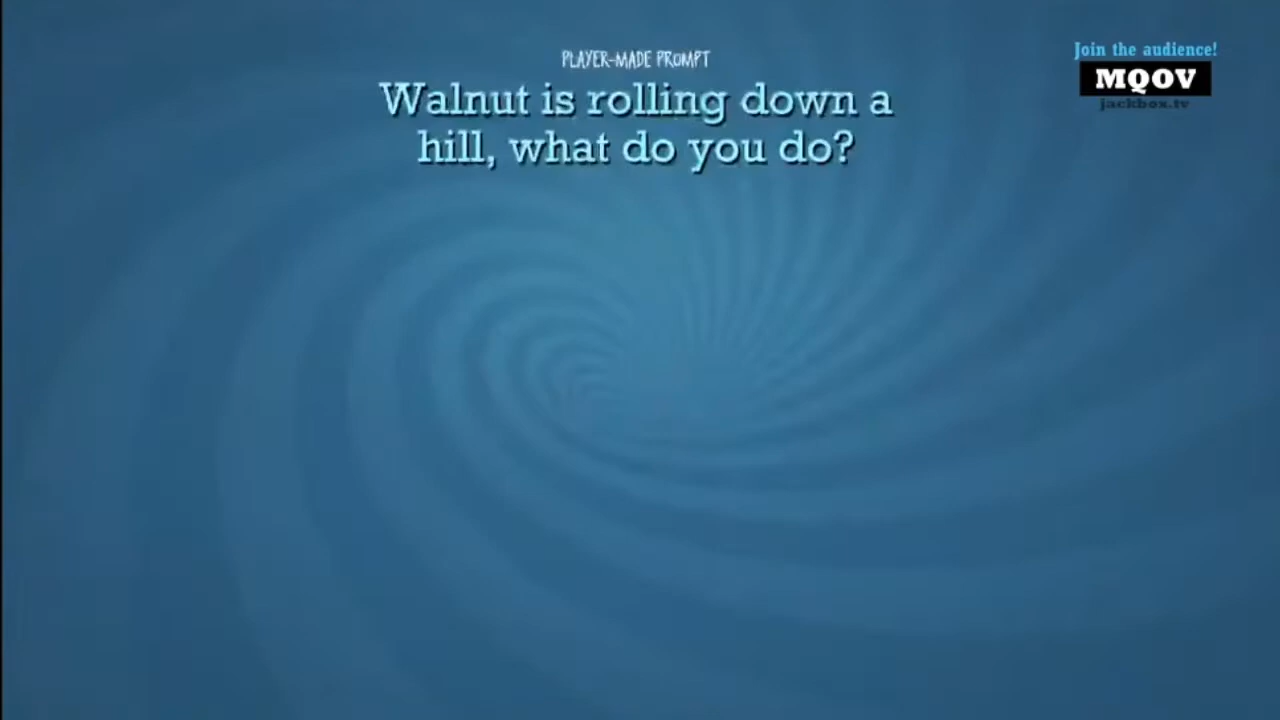 PLAYER-MADE PROMPT
Walnut is rolling down a
hill, what do you do?
Join the audience!
MQOV
jackbox.tv